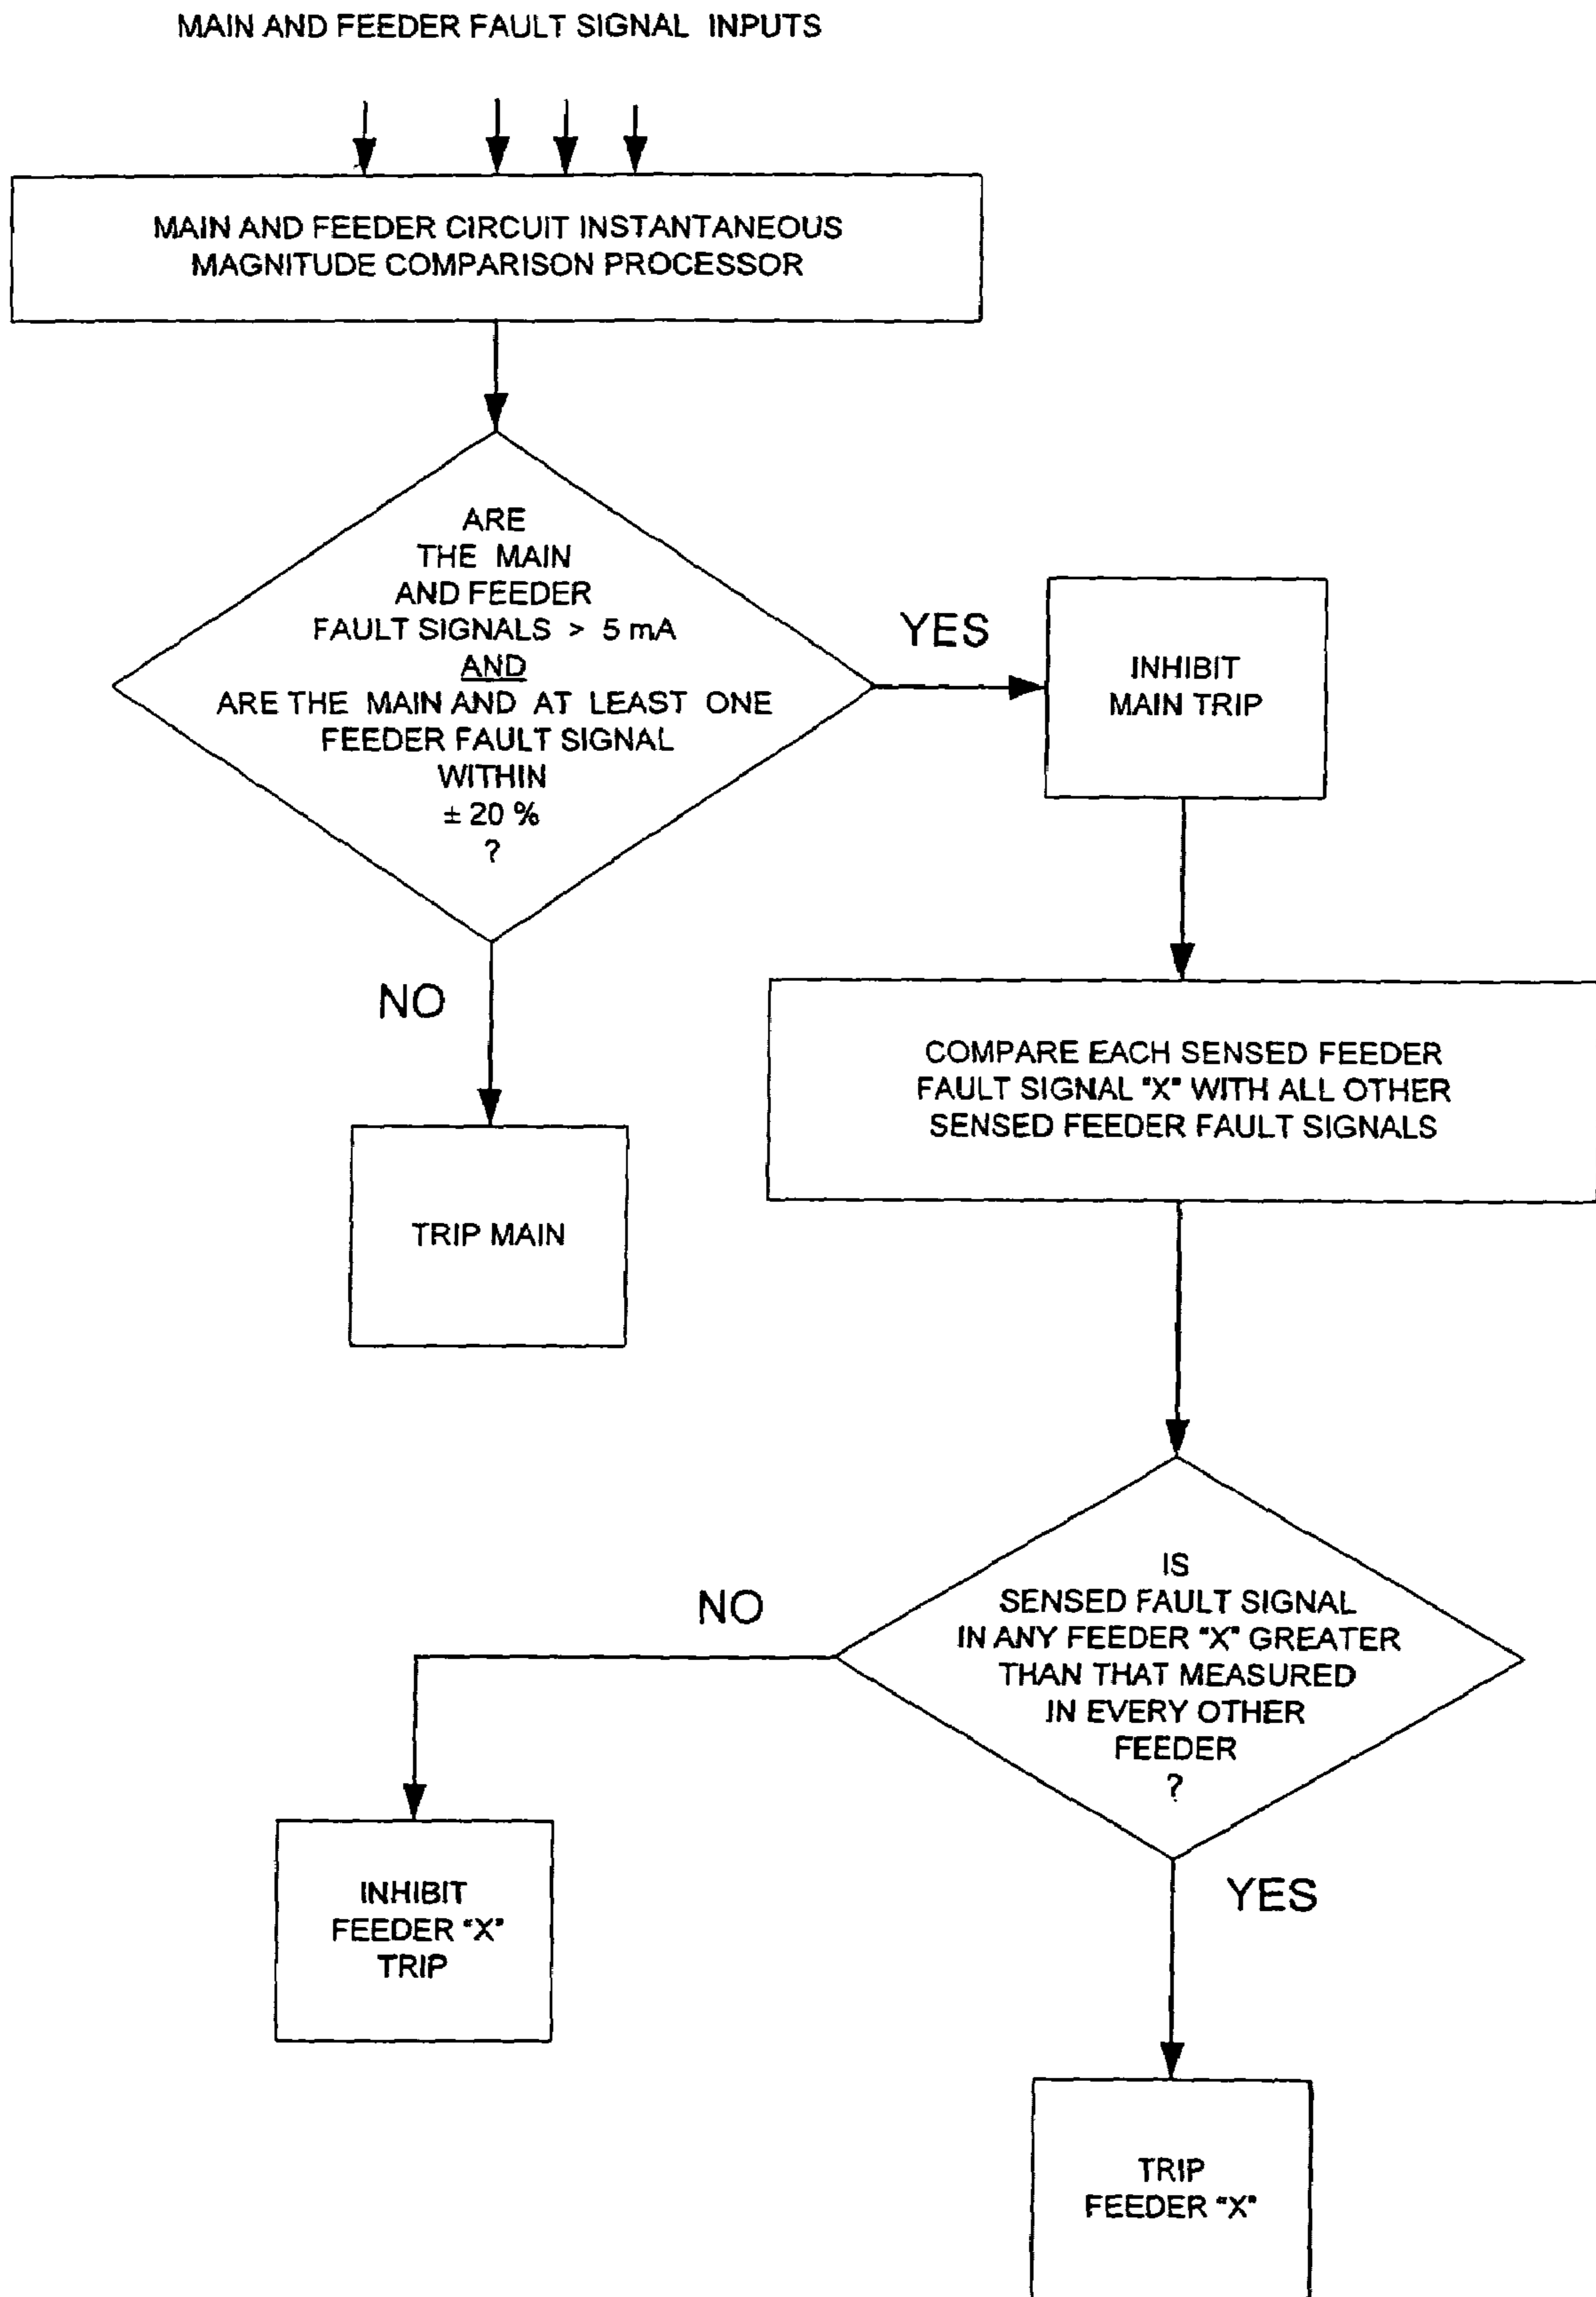 MAIN AND FEEDER FAULT SIGNAL INPUTS
MAIN AND FEEDER CIRCUIT INSTANTANEOUS
MAGNITUDE COMPARISON PROCESSOR
ARE
THE MAIN
AND FEEDER
FAULT SIGNALS > 5 mA
AND
ARE THE MAIN AND AT LEAST ONE
FEEDER FAULT SIGNAL
WITHIN
± 20 %
?
YES
INHIBIT
MAIN TRIP
NO
TRIP MAIN
COMPARE EACH SENSED FEEDER
FAULT SIGNAL "X" WITH ALL OTHER
SENSED FEEDER FAULT SIGNALS
IS
SENSED FAULT SIGNAL
IN ANY FEEDER "X" GREATER
THAN THAT MEASURED
IN EVERY OTHER
FEEDER
?
NO
INHIBIT
FEEDER "X"
TRIP
YES
TRIP
FEEDER "X"